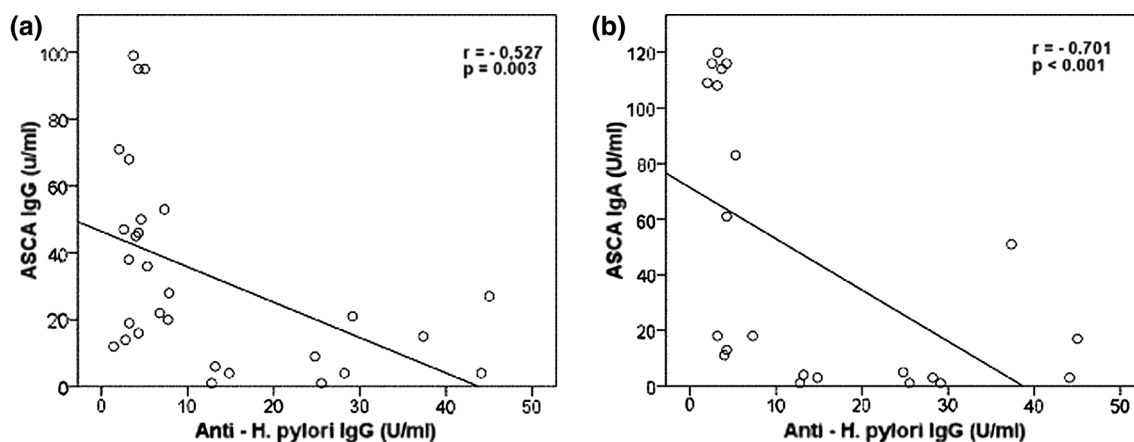 (a)
r = - 0,527
p = 0.003
ASCA IgG (U/ml)
100
80
60
40
20
0
0 10 20 30 40 50
Anti - H. pylori IgG (U/ml)
(b)
r = - 0.701
p < 0.001
ASCA IgA (U/ml)
120
100
80
60
40
20
0
0 10 20 30 40 50
Anti - H. pylori IgG (U/ml)